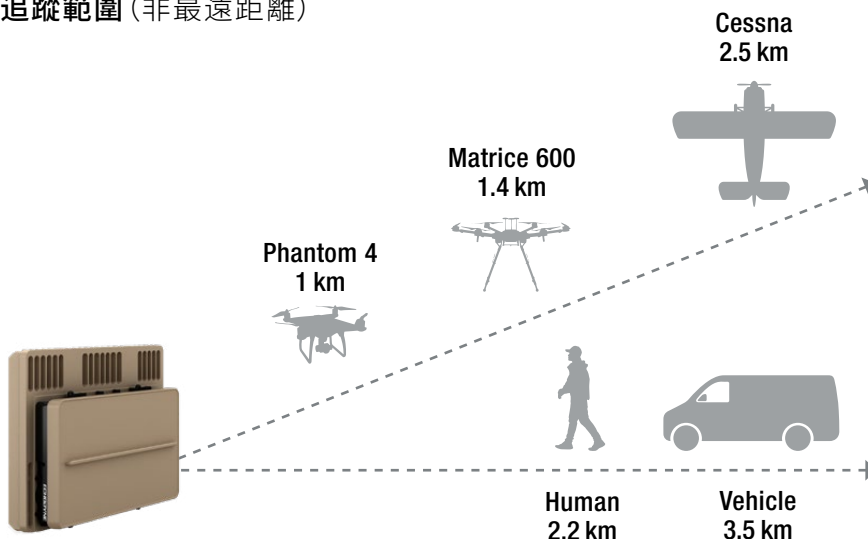 追蹤範圍(非最遠距離)
Cessna
2.5 km
Matrice 600
1.4 km
Phantom 4
1 km
Human
2.2 km
Vehicle
3.5 km